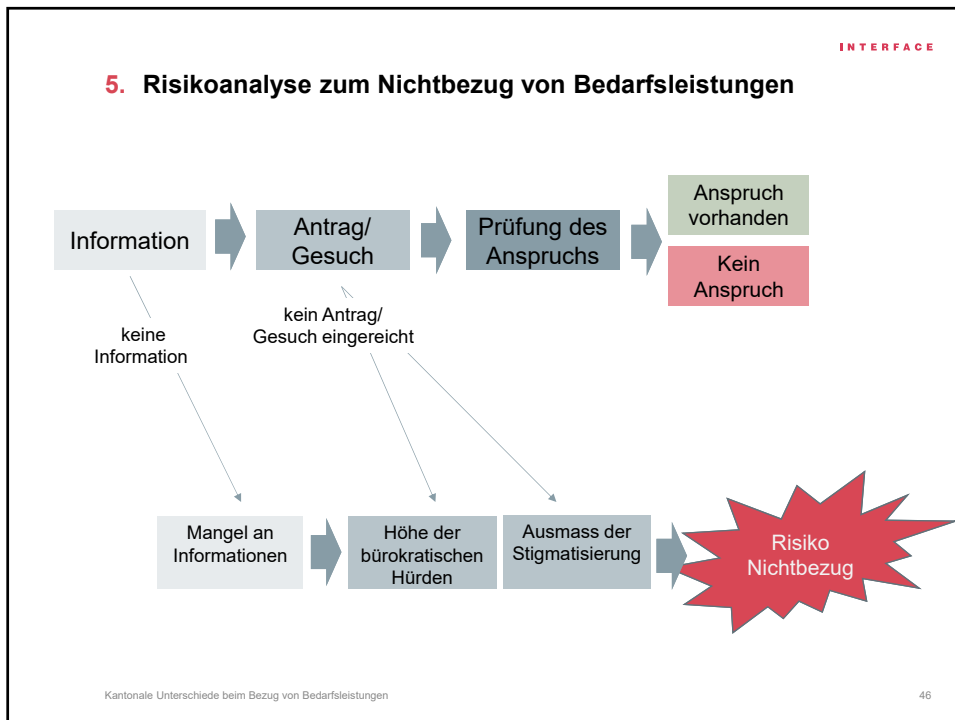 INTERFACE
5. Risikoanalyse zum Nichtbezug von Bedarfsleistungen
Information
Antrag/
Gesuch
Prüfung des
Anspruchs
Anspruch
vorhanden
Kein
Anspruch
keine
Information
kein Antrag/
Gesuch eingereicht
Mangel an
Informationen
Höhe der
bürokratischen
Hürden
Ausmass der
Stigmatisierung
Risiko
Nichtbezug
Kantonale Unterschiede beim Bezug von Bedarfsleistungen
46